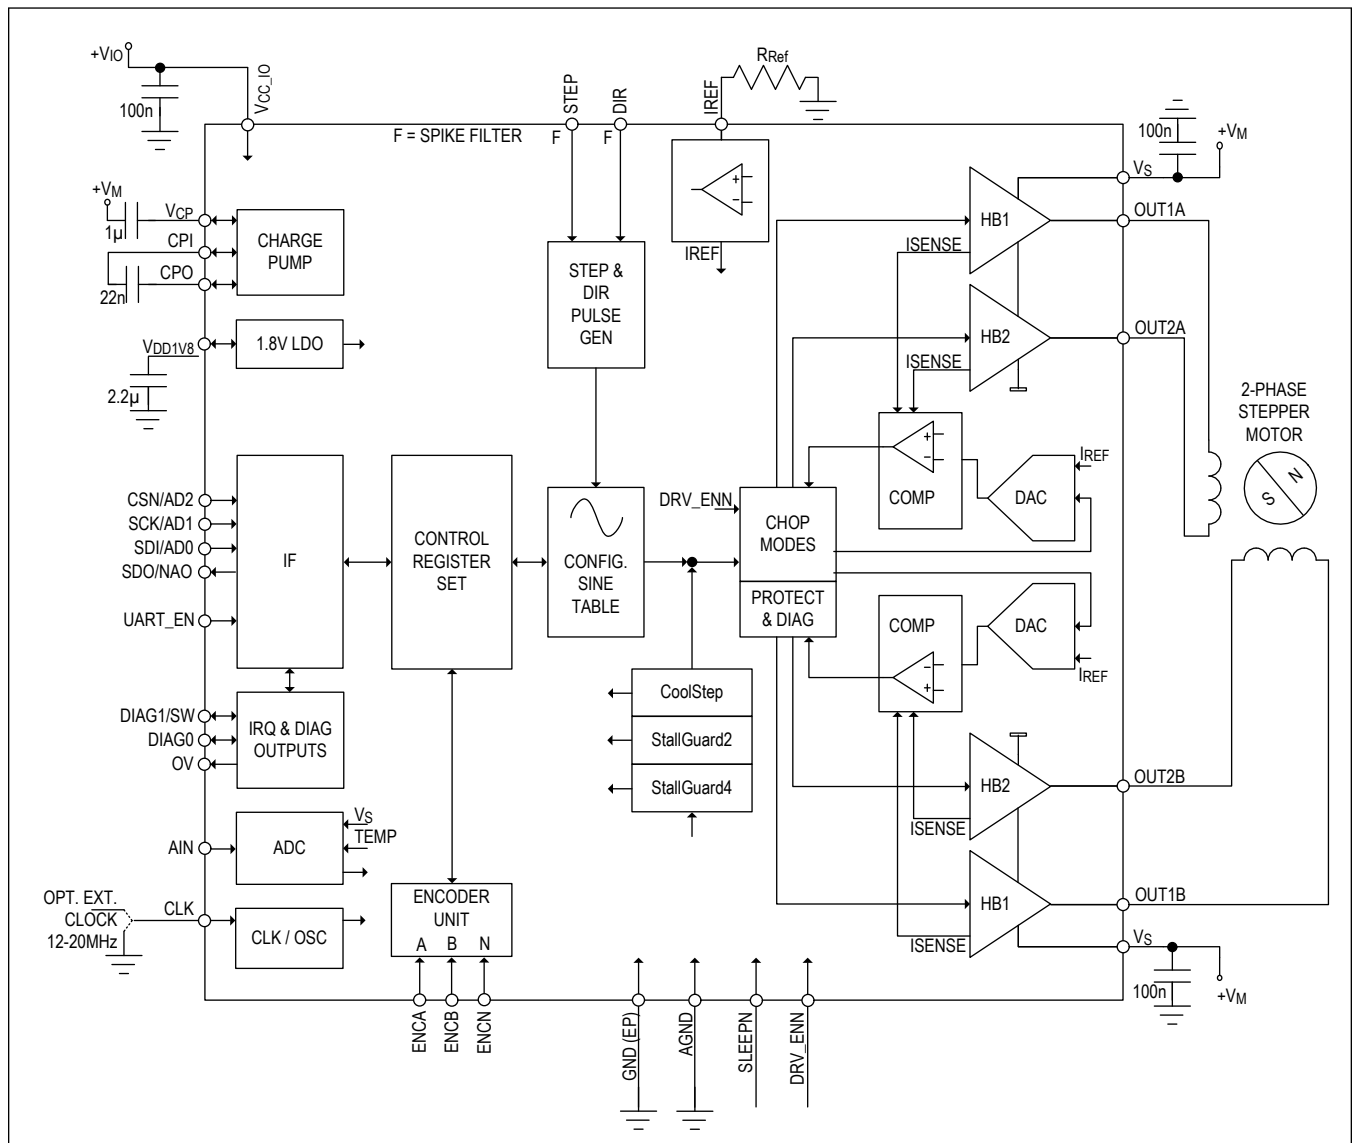 +VIO
100n
VCC_IO
F = SPIKE FILTER
STEP
F
DIR
F
IREF
RRef
+
−
IREF
100n
+VM
VS
+VM
1µ
VCP
CPI
CPO
22n
CHARGE
PUMP
VDD1V8
2.2µ
1.8V LDO
STEP &
DIR
PULSE
GEN
HB1
ISENSE
OUT1A
HB2
ISENSE
OUT2A
2-PHASE
STEPPER
MOTOR
S
N
+
−
COMP
DAC
IREF
CSN/AD2
SCK/AD1
SDI/AD0
SDO/NAO
UART_EN
IF
CONTROL
REGISTER
SET
CONFIG.
SINE
TABLE
DRV_ENN
CHOP
MODES
PROTECT
& DIAG
COMP
−
+
DAC
IREF
CoolStep
StallGuard2
StallGuard4
DIAG1/SW
DIAG0
OV
IRQ & DIAG
OUTPUTS
AIN
ADC
VS
TEMP
OPT. EXT.
CLOCK
12-20MHz
CLK
CLK / OSC
ENCODER
UNIT
A B N
HB2
ISENSE
OUT2B
HB1
ISENSE
OUT1B
VS
100n
+VM
ENCA
ENCB
ENCN
GND (EP)
AGND
SLEEPN
DRV_ENN